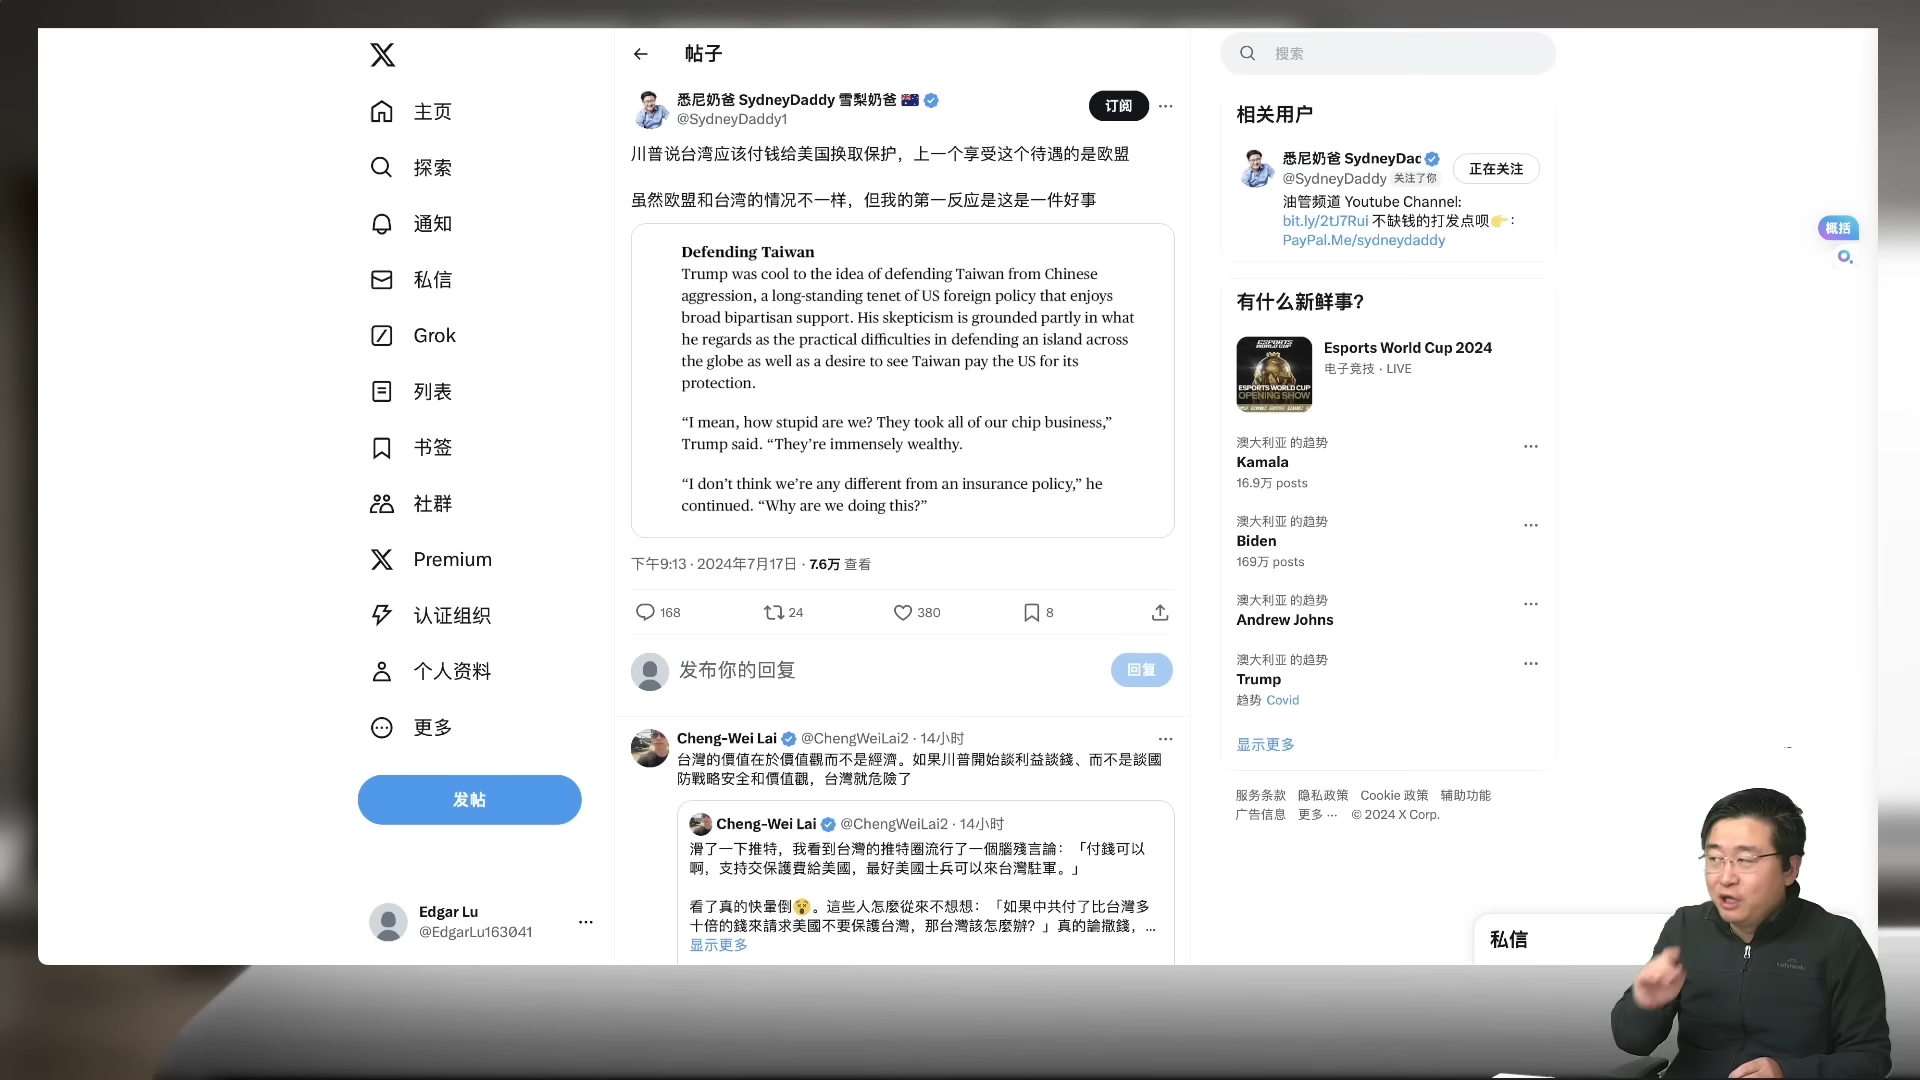 主页
探索
通知
私信
Grok
列表
书签
社群
Premium
认证组织
个人资料
更多
发帖
Edgar Lu
@EdgarLu163041
帖子
悉尼奶爸 SydneyDaddy 雪梨奶爸 🇦🇺
@SydneyDaddy1
订阅
川普说台湾应该付钱给美国换取保护，上一个享受这个待遇的是欧盟
虽然欧盟和台湾的情况不一样，但我的第一反应是这是一件好事
Defending Taiwan
Trump was cool to the idea of defending Taiwan from Chinese
aggression, a long-standing tenet of US foreign policy that enjoys
broad bipartisan support. His skepticism is grounded partly in what
he regards as the practical difficulties in defending an island across
the globe as well as a desire to see Taiwan pay the US for its
protection.
“I mean, how stupid are we? They took all of our chip business,”
Trump said. “They’re immensely wealthy.
“I don’t think we’re any different from an insurance policy,” he
continued. “Why are we doing this?”
下午9:13 · 2024年7月17日 · 7.6万 查看
168 24 380 8
发布你的回复
回复
Cheng-Wei Lai @ChengWeiLai2 · 14小时
台灣的價值在於價值觀而不是經濟。如果川普開始談利益談錢、而不是談國
防戰略安全和價值觀，台灣就危險了
Cheng-Wei Lai @ChengWeiLai2 · 14小时
滑了一下推特，我看到台灣的推特圈流行了一個腦殘言論：「付錢可以
啊，支持交保護費給美國，最好美國士兵可以來台灣駐軍。」
看了真的快暈倒😵。這些人怎麼從來不想想：「如果中共付了比台灣多
十倍的錢來請求美國不要保護台灣，那台灣該怎麼辦？」真的論撒錢，...
显示更多
搜索
相关用户
悉尼奶爸 SydneyDac
@SydneyDaddy 关注了你
正在关注
油管频道 Youtube Channel:
bit.ly/2tJ7Rui 不缺钱的打发点呗👉：
PayPal.Me/sydneydaddy
有什么新鲜事?
ESPORTS
WORLD CUP
ESPORTS WORLD CUP
OPENING SHOW
Esports World Cup 2024
电子竞技 · LIVE
澳大利亚 的趋势
Kamala
16.9万 posts
澳大利亚 的趋势
Biden
169万 posts
澳大利亚 的趋势
Andrew Johns
澳大利亚 的趋势
Trump
趋势 Covid
显示更多
服务条款 隐私政策 Cookie 政策 辅助功能
广告信息 更多 ··· © 2024 X Corp.
私信
概括